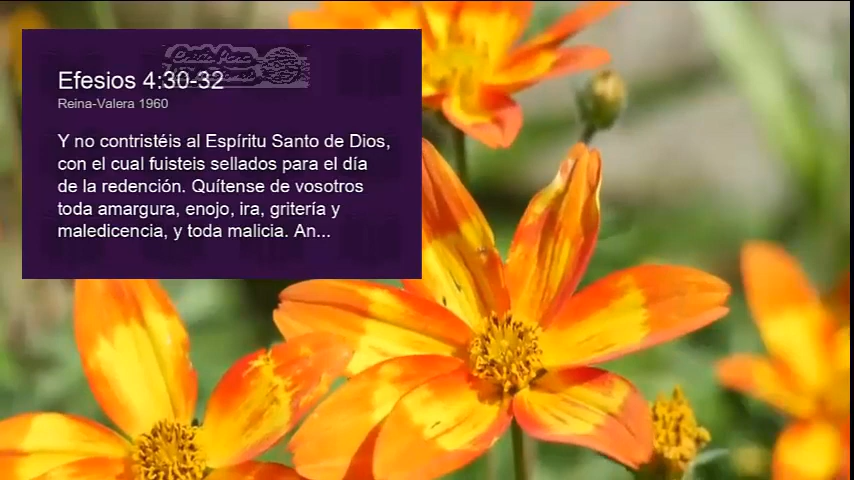 Efesios 4:30-32
Reina-Valera 1960
Y no contristéis al Espíritu Santo de Dios,
con el cual fuisteis sellados para el día
de la redención. Quítense de vosotros
toda amargura, enojo, ira, gritería y
maledicencia, y toda malicia. An...